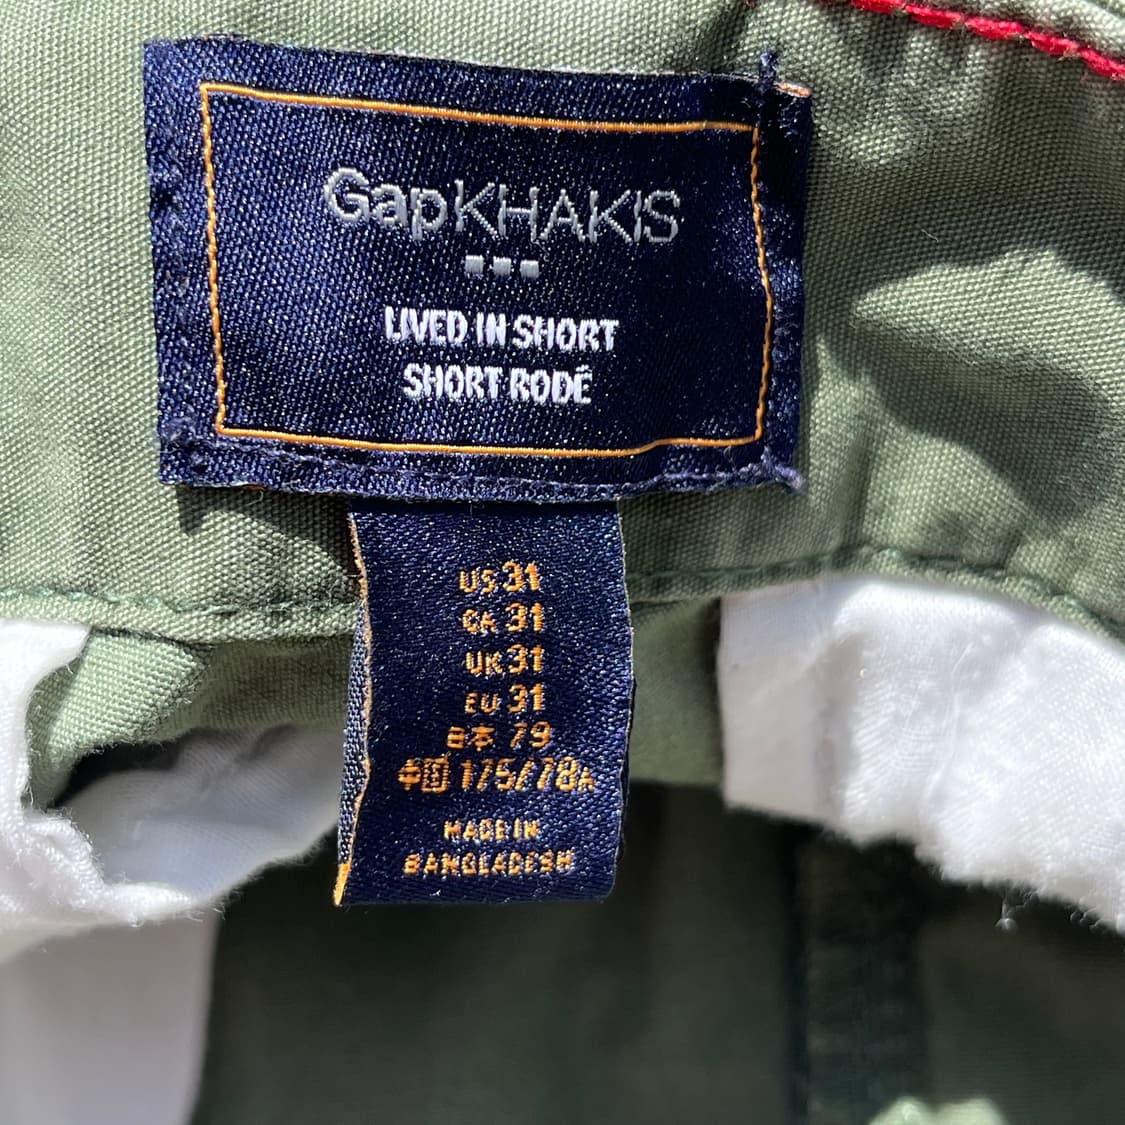 GapKHAKIS
LIVED IN SHORT
SHORT RODÉ
US 31
CA 31
UK 31
EU 31
日本 79
中国 175/78A
MADE IN
BANGLADESH